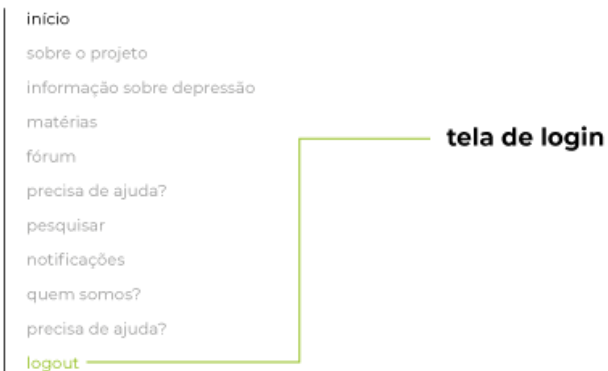 início
sobre o projeto
informação sobre depressão
matérias
fórum
precisa de ajuda?
pesquisar
notificações
quem somos?
precisa de ajuda?
logout
tela de login